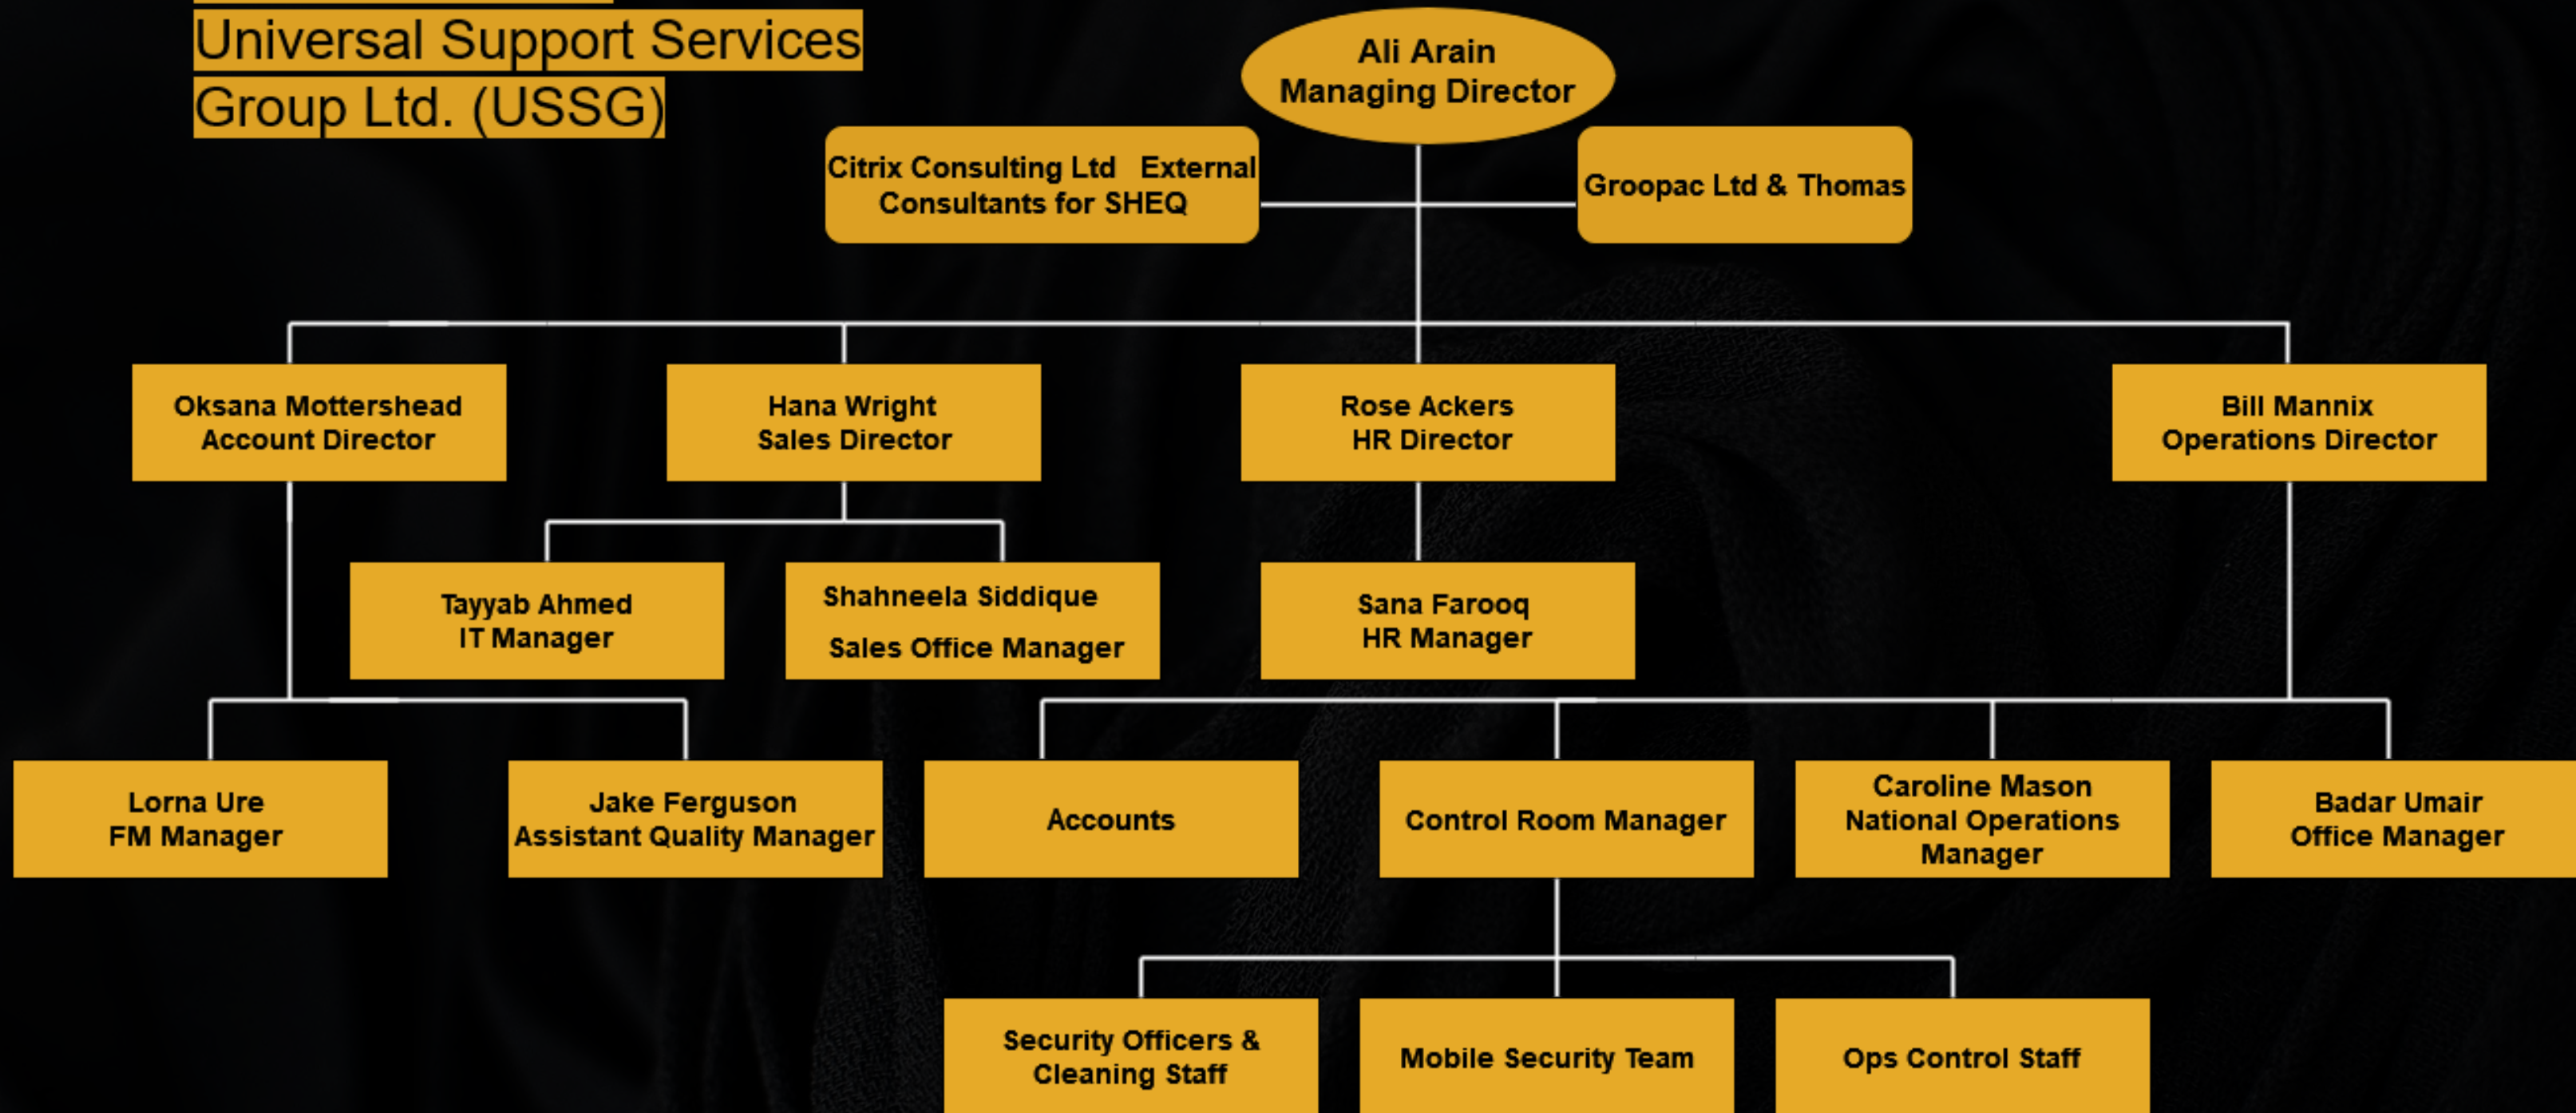 Universal Support Services
Group Ltd. (USSG)
Ali Arain
Managing Director
Citrix Consulting Ltd External
Consultants for SHEQ
Groopac Ltd & Thomas
Oksana Mottershead
Account Director
Hana Wright
Sales Director
Rose Ackers
HR Director
Bill Mannix
Operations Director
Tayyab Ahmed
IT Manager
Shahneela Siddique
Sales Office Manager
Sana Farooq
HR Manager
Lorna Ure
FM Manager
Jake Ferguson
Assistant Quality Manager
Accounts
Control Room Manager
Caroline Mason
National Operations
Manager
Badar Umair
Office Manager
Security Officers &
Cleaning Staff
Mobile Security Team
Ops Control Staff